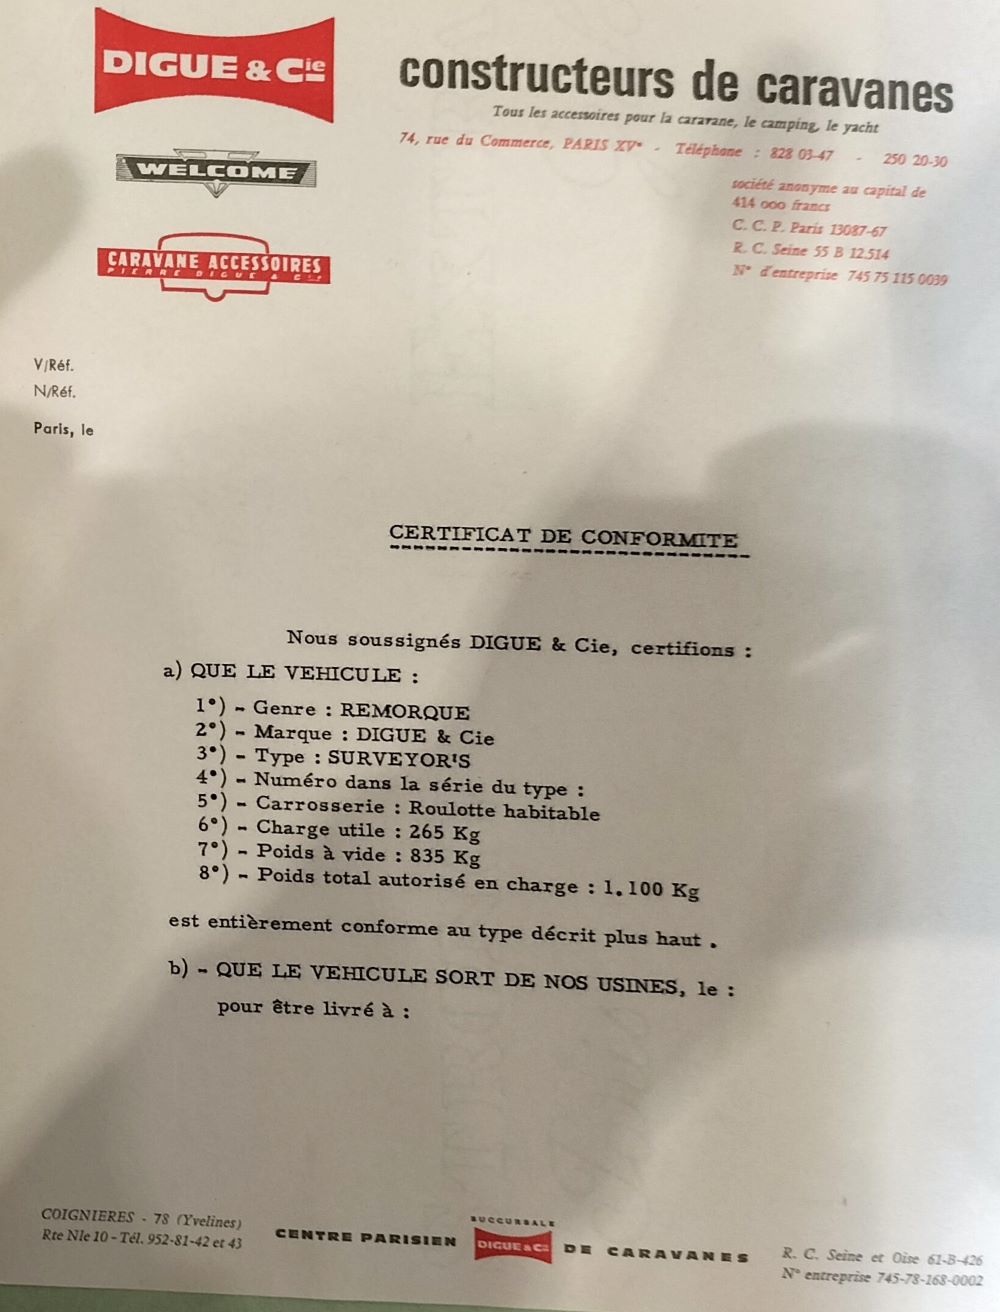 DIGUE & Cie
constructeurs de caravanes
Tous les accessoires pour la caravane, le camping, le yacht
74, rue du Commerce, PARIS XVe - Téléphone : 828 03-47 - 250 20-30
WELCOME
société anonyme au capital de
414 000 francs
C. C. P. Paris 13087-67
R. C. Seine 55 B 12.514
N° d'entreprise 745 75 115 0039
CARAVANE ACCESSOIRES
PIERRE DIGUE & Cie
V/Réf.
N/Réf.
Paris, le
CERTIFICAT DE CONFORMITE
Nous soussignés DIGUE & Cie, certifions :
a) QUE LE VEHICULE :
1°) - Genre : REMORQUE
2°) - Marque : DIGUE & Cie
3°) - Type : SURVEYOR'S
4°) - Numéro dans la série du type :
5°) - Carrosserie : Roulotte habitable
6°) - Charge utile : 265 Kg
7°) - Poids à vide : 835 Kg
8°) - Poids total autorisé en charge : 1.100 Kg
est entièrement conforme au type décrit plus haut .
b) - QUE LE VEHICULE SORT DE NOS USINES, le :
pour être livré à :
COIGNIERES - 78 (Yvelines)
Rte Nle 10 - Tél. 952-81-42 et 43
SUCCURSALE
CENTRE PARISIEN DIGUE & Cie DE CARAVANES
R. C. Seine et Oise 61-B-426
N° entreprise 745-78-168-0002